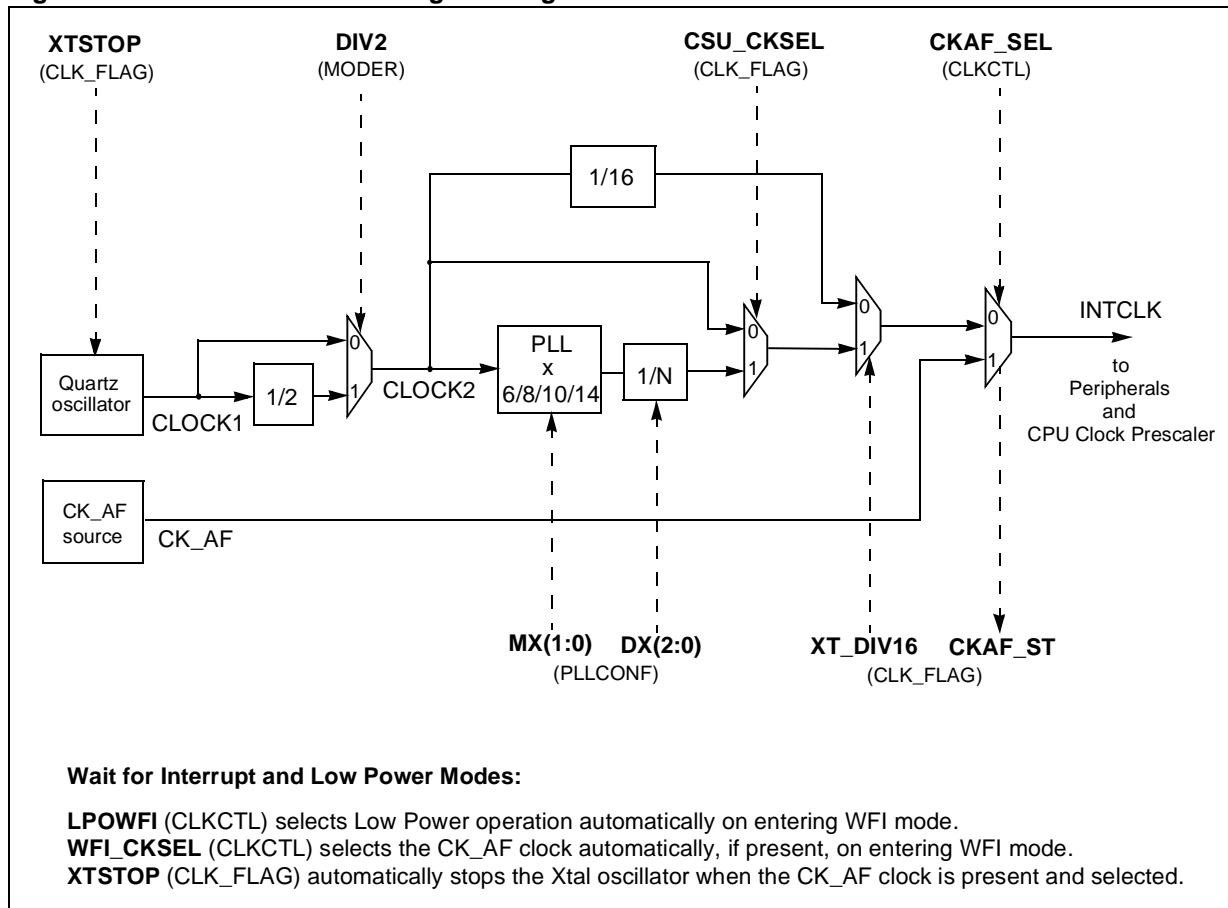 XTSTOP
(CLK_FLAG)
DIV2
(MODER)
CSU_CKSEL
(CLK_FLAG)
CKAF_SEL
(CLKCTL)
1/16
Quartz
oscillator
CLOCK1
1/2
0
1
CLOCK2
PLL
x
6/8/10/14
1/N
0
1
0
1
0
1
INTCLK
to
Peripherals
and
CPU Clock Prescaler
CK_AF
source
CK_AF
MX(1:0)
DX(2:0)
(PLLCONF)
XT_DIV16
CKAF_ST
(CLK_FLAG)
Wait for Interrupt and Low Power Modes:
LPOWFI (CLKCTL) selects Low Power operation automatically on entering WFI mode.
WFI_CKSEL (CLKCTL) selects the CK_AF clock automatically, if present, on entering WFI mode.
XTSTOP (CLK_FLAG) automatically stops the Xtal oscillator when the CK_AF clock is present and selected.